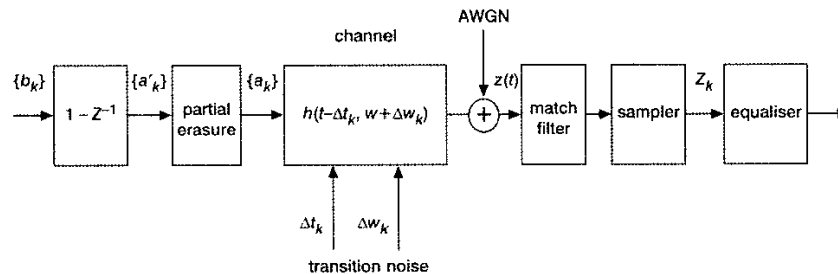 AWGN
channel
{b_k}
{a'_k}
{a_k}
z(t)
Z_k
1 – Z⁻¹
partial
erasure
h(t–Δt_k, w+Δw_k)
+
match
filter
sampler
equaliser
Δt_k
Δw_k
transition noise